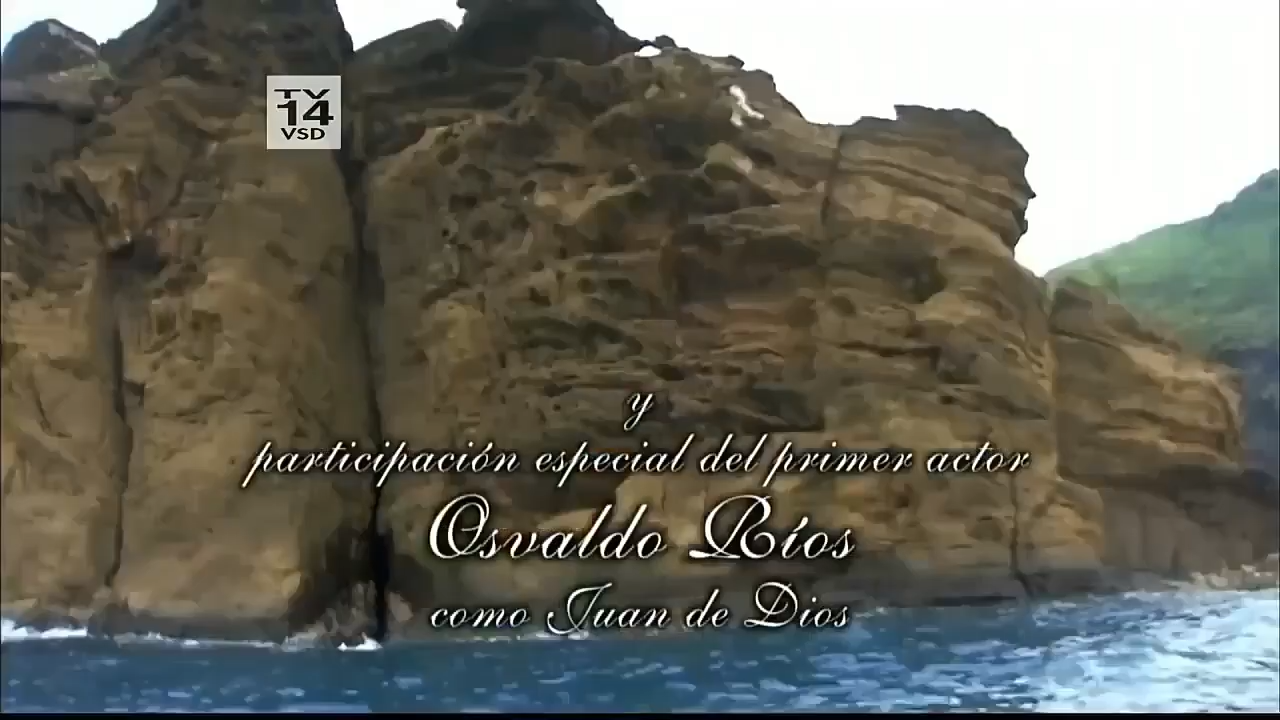 TV
14
VSD
y
participación especial del primer actor
Osvaldo Ríos
como Juan de Dios